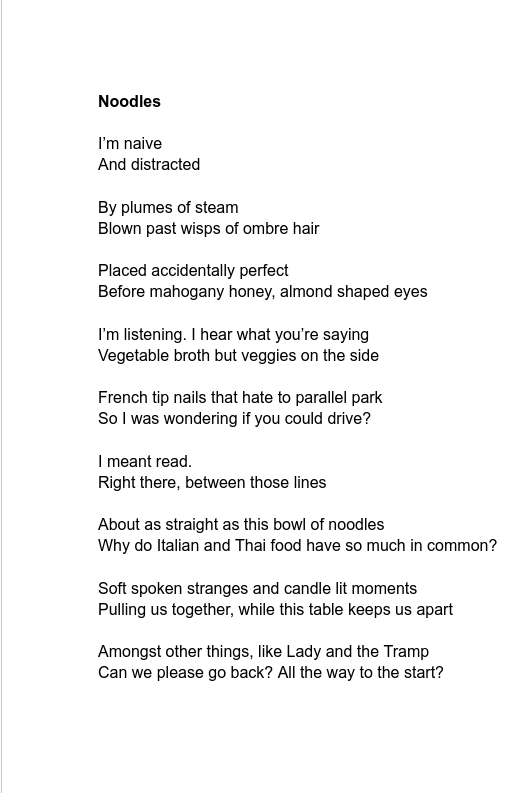 Noodles
I'm naive
And distracted
By plumes of steam
Blown past wisps of ombre hair
Placed accidentally perfect
Before mahogany honey, almond shaped eyes
I'm listening. I hear what you're saying
Vegetable broth but veggies on the side
French tip nails that hate to parallel park
So I was wondering if you could drive?
I meant read.
Right there, between those lines
About as straight as this bowl of noodles
Why do Italian and Thai food have so much in common?
Soft spoken stranges and candle lit moments
Pulling us together, while this table keeps us apart
Amongst other things, like Lady and the Tramp
Can we please go back? All the way to the start?